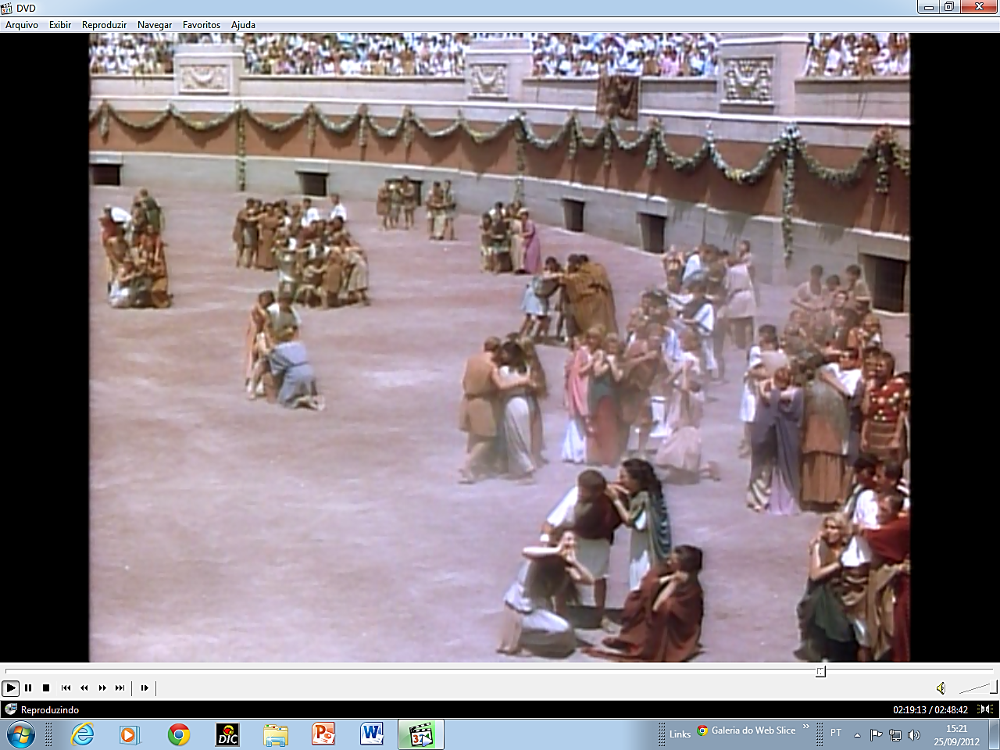 DVD
Arquivo Exibir Reproduzir Navegar Favoritos Ajuda
Reproduzindo
02:19:13 / 02:48:42
DIC
Links Galeria do Web Slice
PT
15:21
25/09/2012